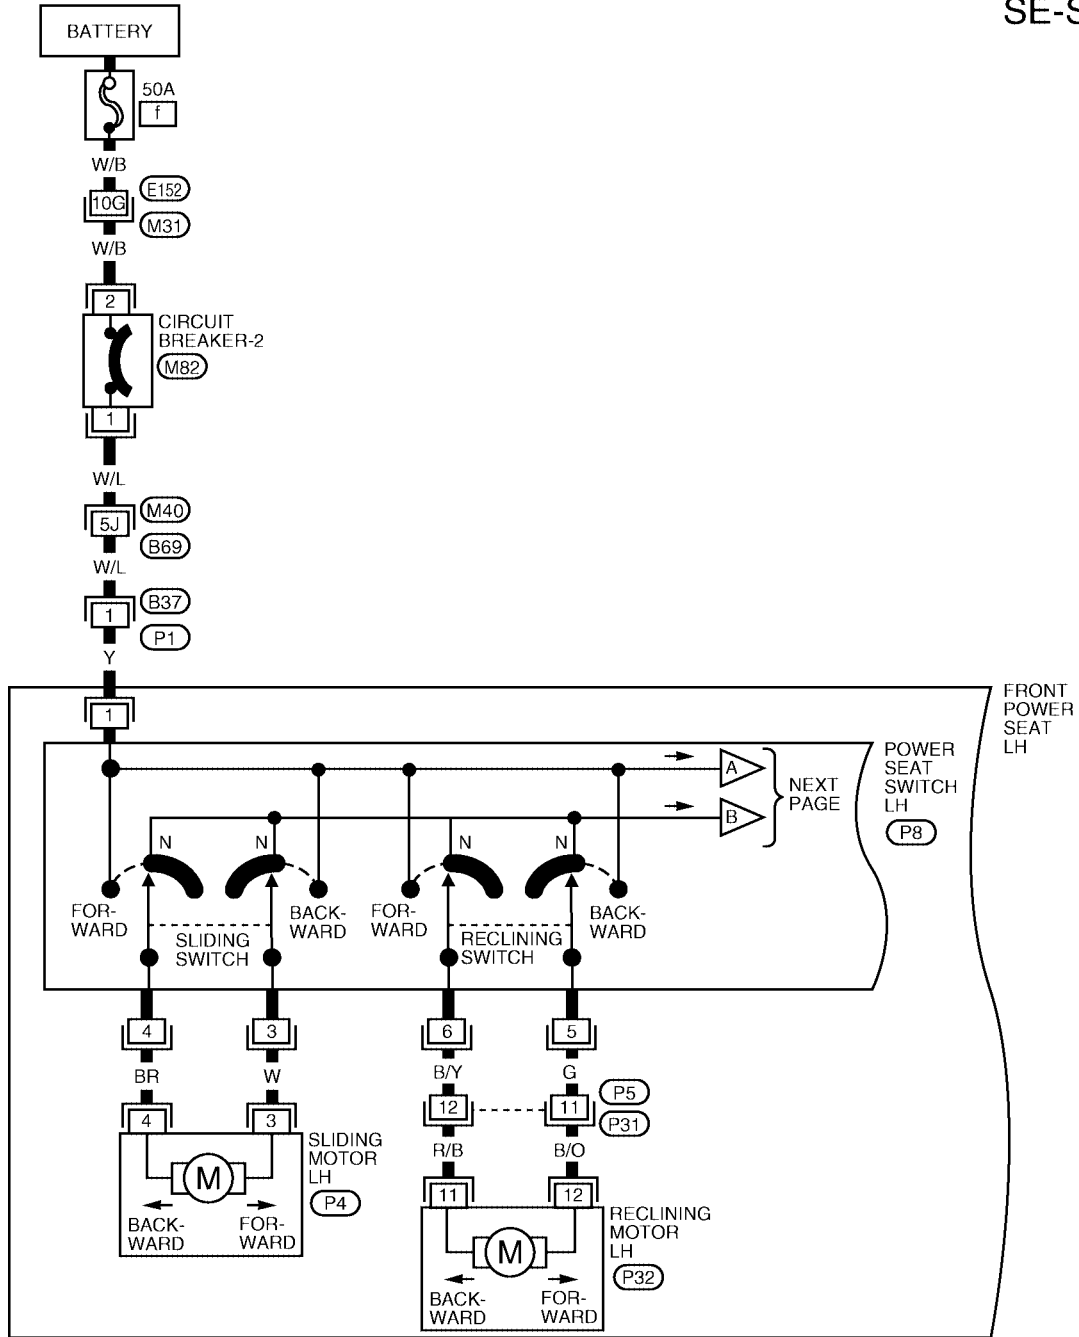 SE-S
BATTERY
50A
f
W/B
10G
E152
M31
W/B
2
CIRCUIT
BREAKER-2
M82
1
W/L
5J
M40
B69
W/L
1
B37
P1
Y
FRONT
POWER
SEAT
LH
1
POWER
SEAT
SWITCH
LH
P8
A
B
NEXT
PAGE
N
N
N
N
FOR-
WARD
BACK-
WARD
FOR-
WARD
BACK-
WARD
SLIDING
SWITCH
RECLINING
SWITCH
4
3
6
5
BR
W
B/Y
G
P5
P31
4
3
12
11
R/B
B/O
SLIDING
MOTOR
LH
P4
M
BACK-
WARD
FOR-
WARD
11
12
RECLINING
MOTOR
LH
P32
M
BACK-
WARD
FOR-
WARD